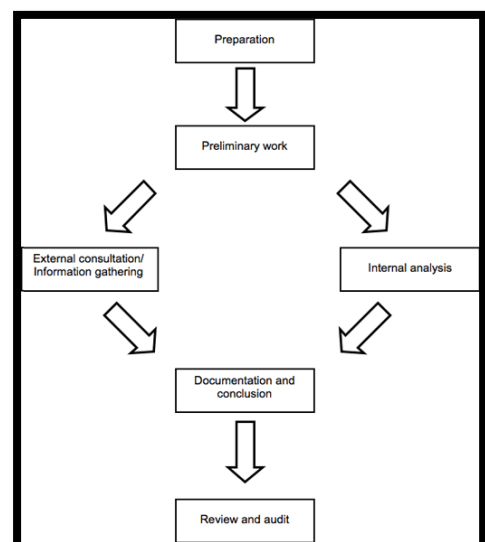 Preparation
Preliminary work
External consultation/
Information gathering
Internal analysis
Documentation and
conclusion
Review and audit